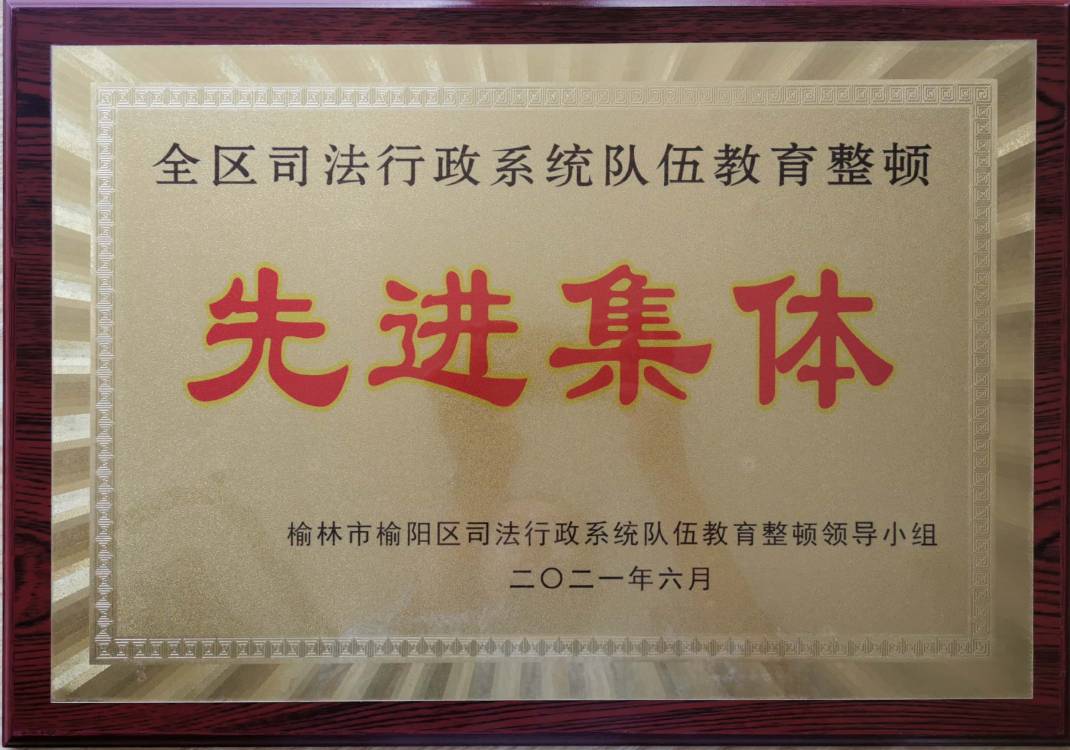 全区司法行政系统队伍教育整顿
先进集体
榆林市榆阳区司法行政系统队伍教育整顿领导小组
二〇二一年六月